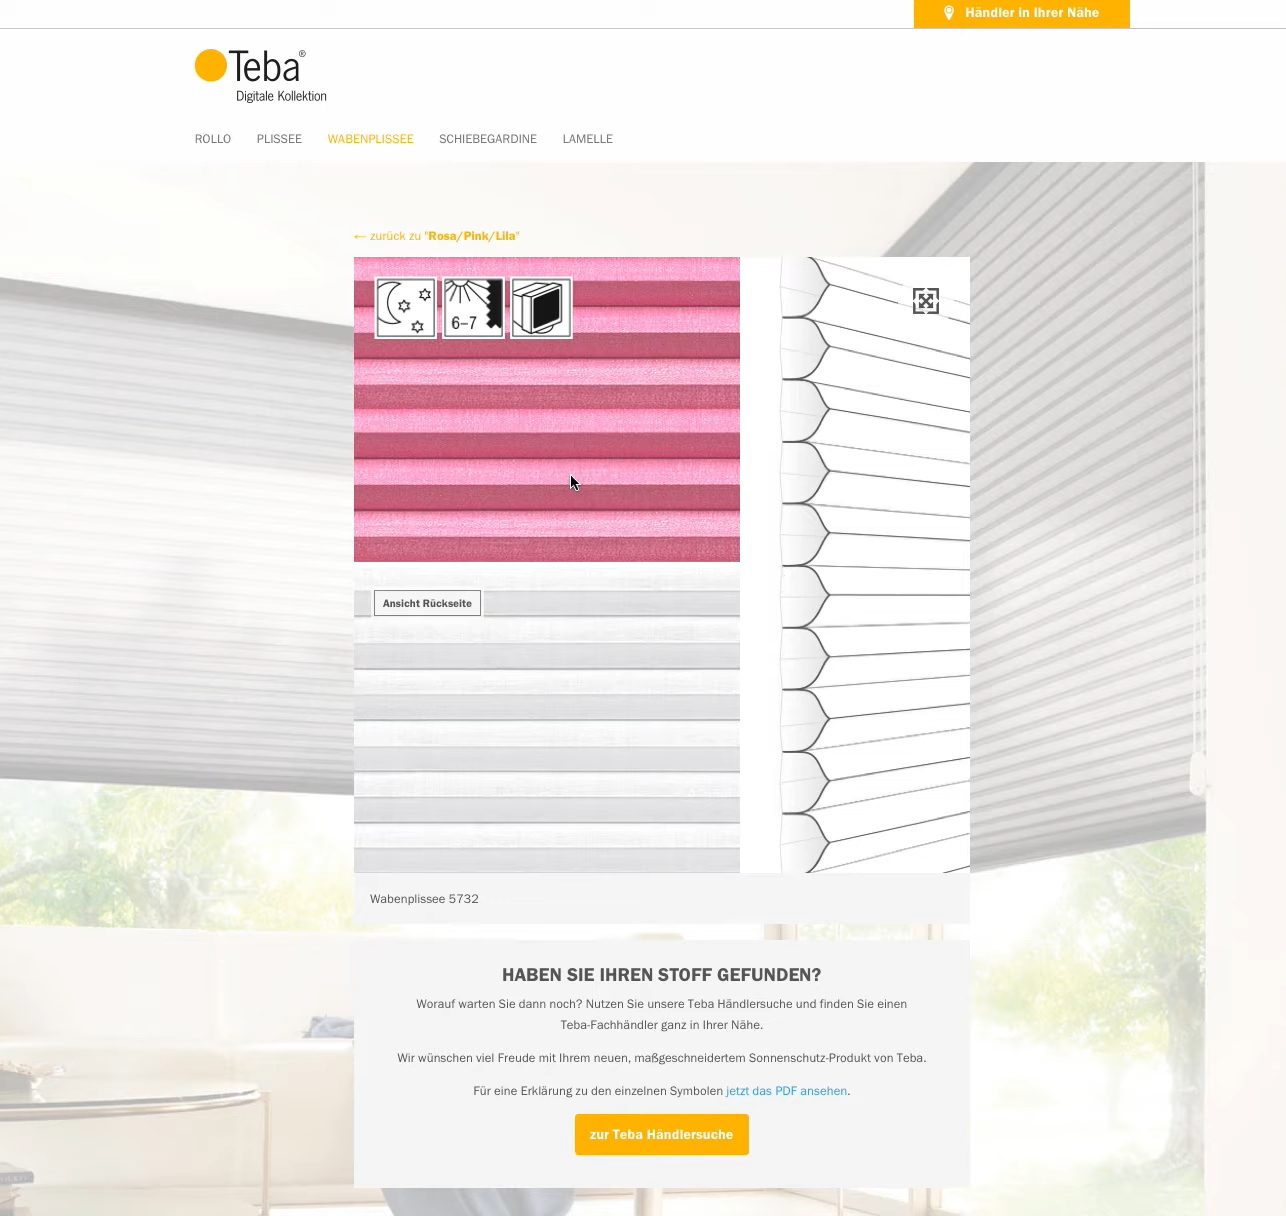 Händler in Ihrer Nähe
Teba®
Digitale Kollektion
ROLLO PLISSEE WABENPLISSEE SCHIEBEGARDINE LAMELLE
← zurück zu "Rosa/Pink/Lila"
6–7
Ansicht Rückseite
Wabenplissee 5732
HABEN SIE IHREN STOFF GEFUNDEN?
Worauf warten Sie dann noch? Nutzen Sie unsere Teba Händlersuche und finden Sie einen
Teba-Fachhändler ganz in Ihrer Nähe.
Wir wünschen viel Freude mit Ihrem neuen, maßgeschneidertem Sonnenschutz-Produkt von Teba.
Für eine Erklärung zu den einzelnen Symbolen jetzt das PDF ansehen.
zur Teba Händlersuche